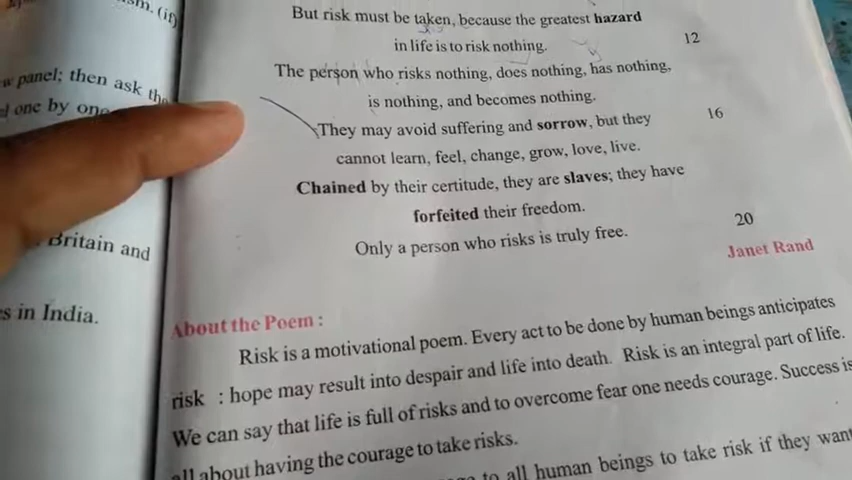 sm. (if)
w panel; then ask the
one by one
Britain and
s in India.
But risk must be taken, because the greatest hazard
in life is to risk nothing.
12
The person who risks nothing, does nothing, has nothing,
is nothing, and becomes nothing.
They may avoid suffering and sorrow, but they
16
cannot learn, feel, change, grow, love, live.
Chained by their certitude, they are slaves; they have
forfeited their freedom.
20
Only a person who risks is truly free.
Janet Rand
About the Poem :
Risk is a motivational poem. Every act to be done by human beings anticipates
risk : hope may result into despair and life into death. Risk is an integral part of life.
We can say that life is full of risks and to overcome fear one needs courage. Success is
all about having the courage to take risks.
to all human beings to take risk if they want